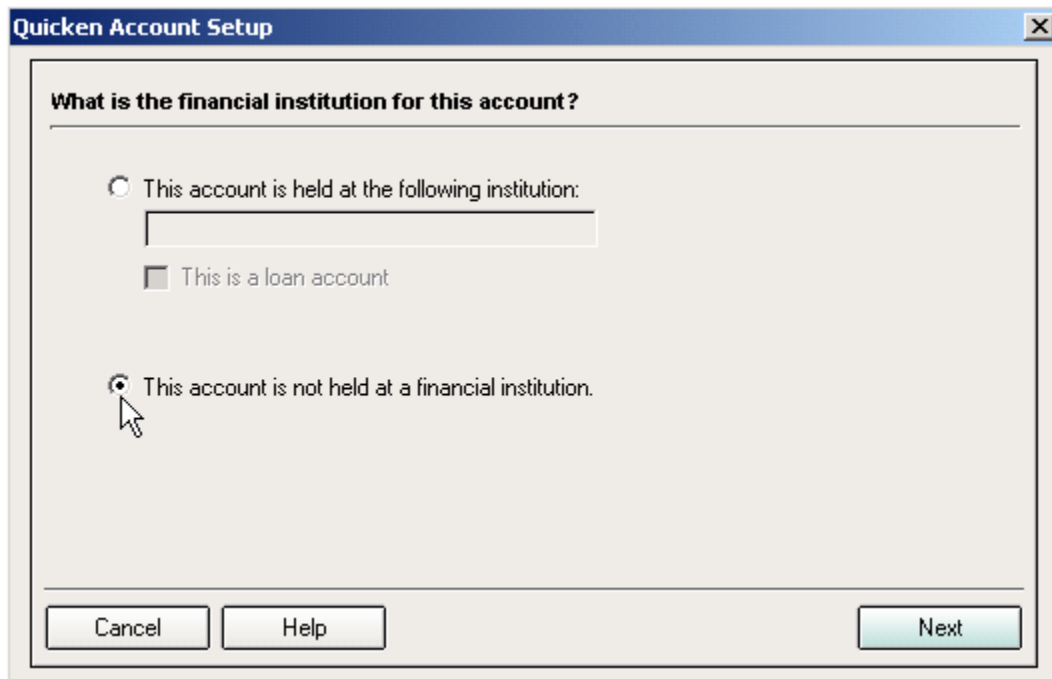 Quicken Account Setup
What is the financial institution for this account?
This account is held at the following institution:
This is a loan account
This account is not held at a financial institution.
Cancel Help Next